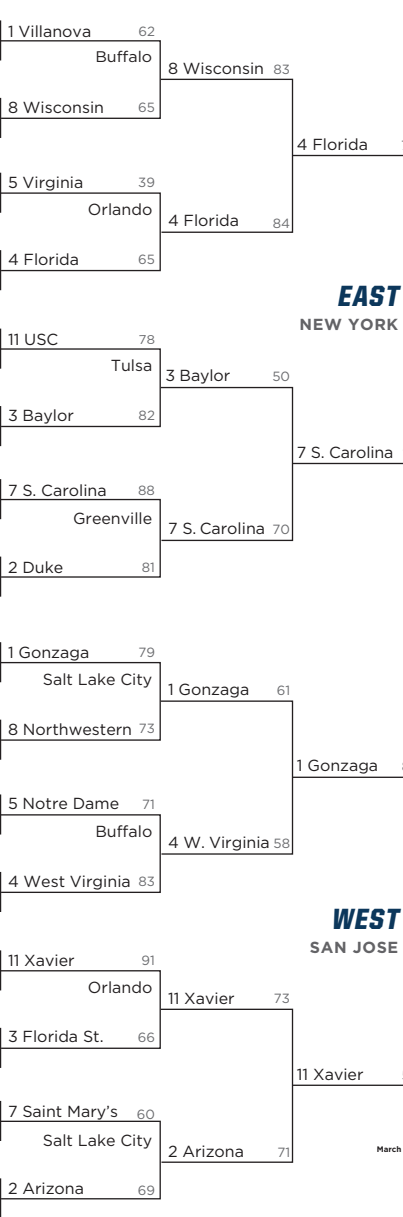 1 Villanova 62
Buffalo
8 Wisconsin 83
8 Wisconsin 65
4 Florida
5 Virginia 39
Orlando
4 Florida 84
4 Florida 65
EAST
NEW YORK
11 USC 78
Tulsa
3 Baylor 50
3 Baylor 82
7 S. Carolina
7 S. Carolina 88
Greenville
7 S. Carolina 70
2 Duke 81
1 Gonzaga 79
Salt Lake City
1 Gonzaga 61
8 Northwestern 73
1 Gonzaga
5 Notre Dame 71
Buffalo
4 W. Virginia 58
4 West Virginia 83
WEST
SAN JOSE
11 Xavier 91
Orlando
11 Xavier 73
3 Florida St. 66
11 Xavier
7 Saint Mary's 60
Salt Lake City
2 Arizona 71
March
2 Arizona 69